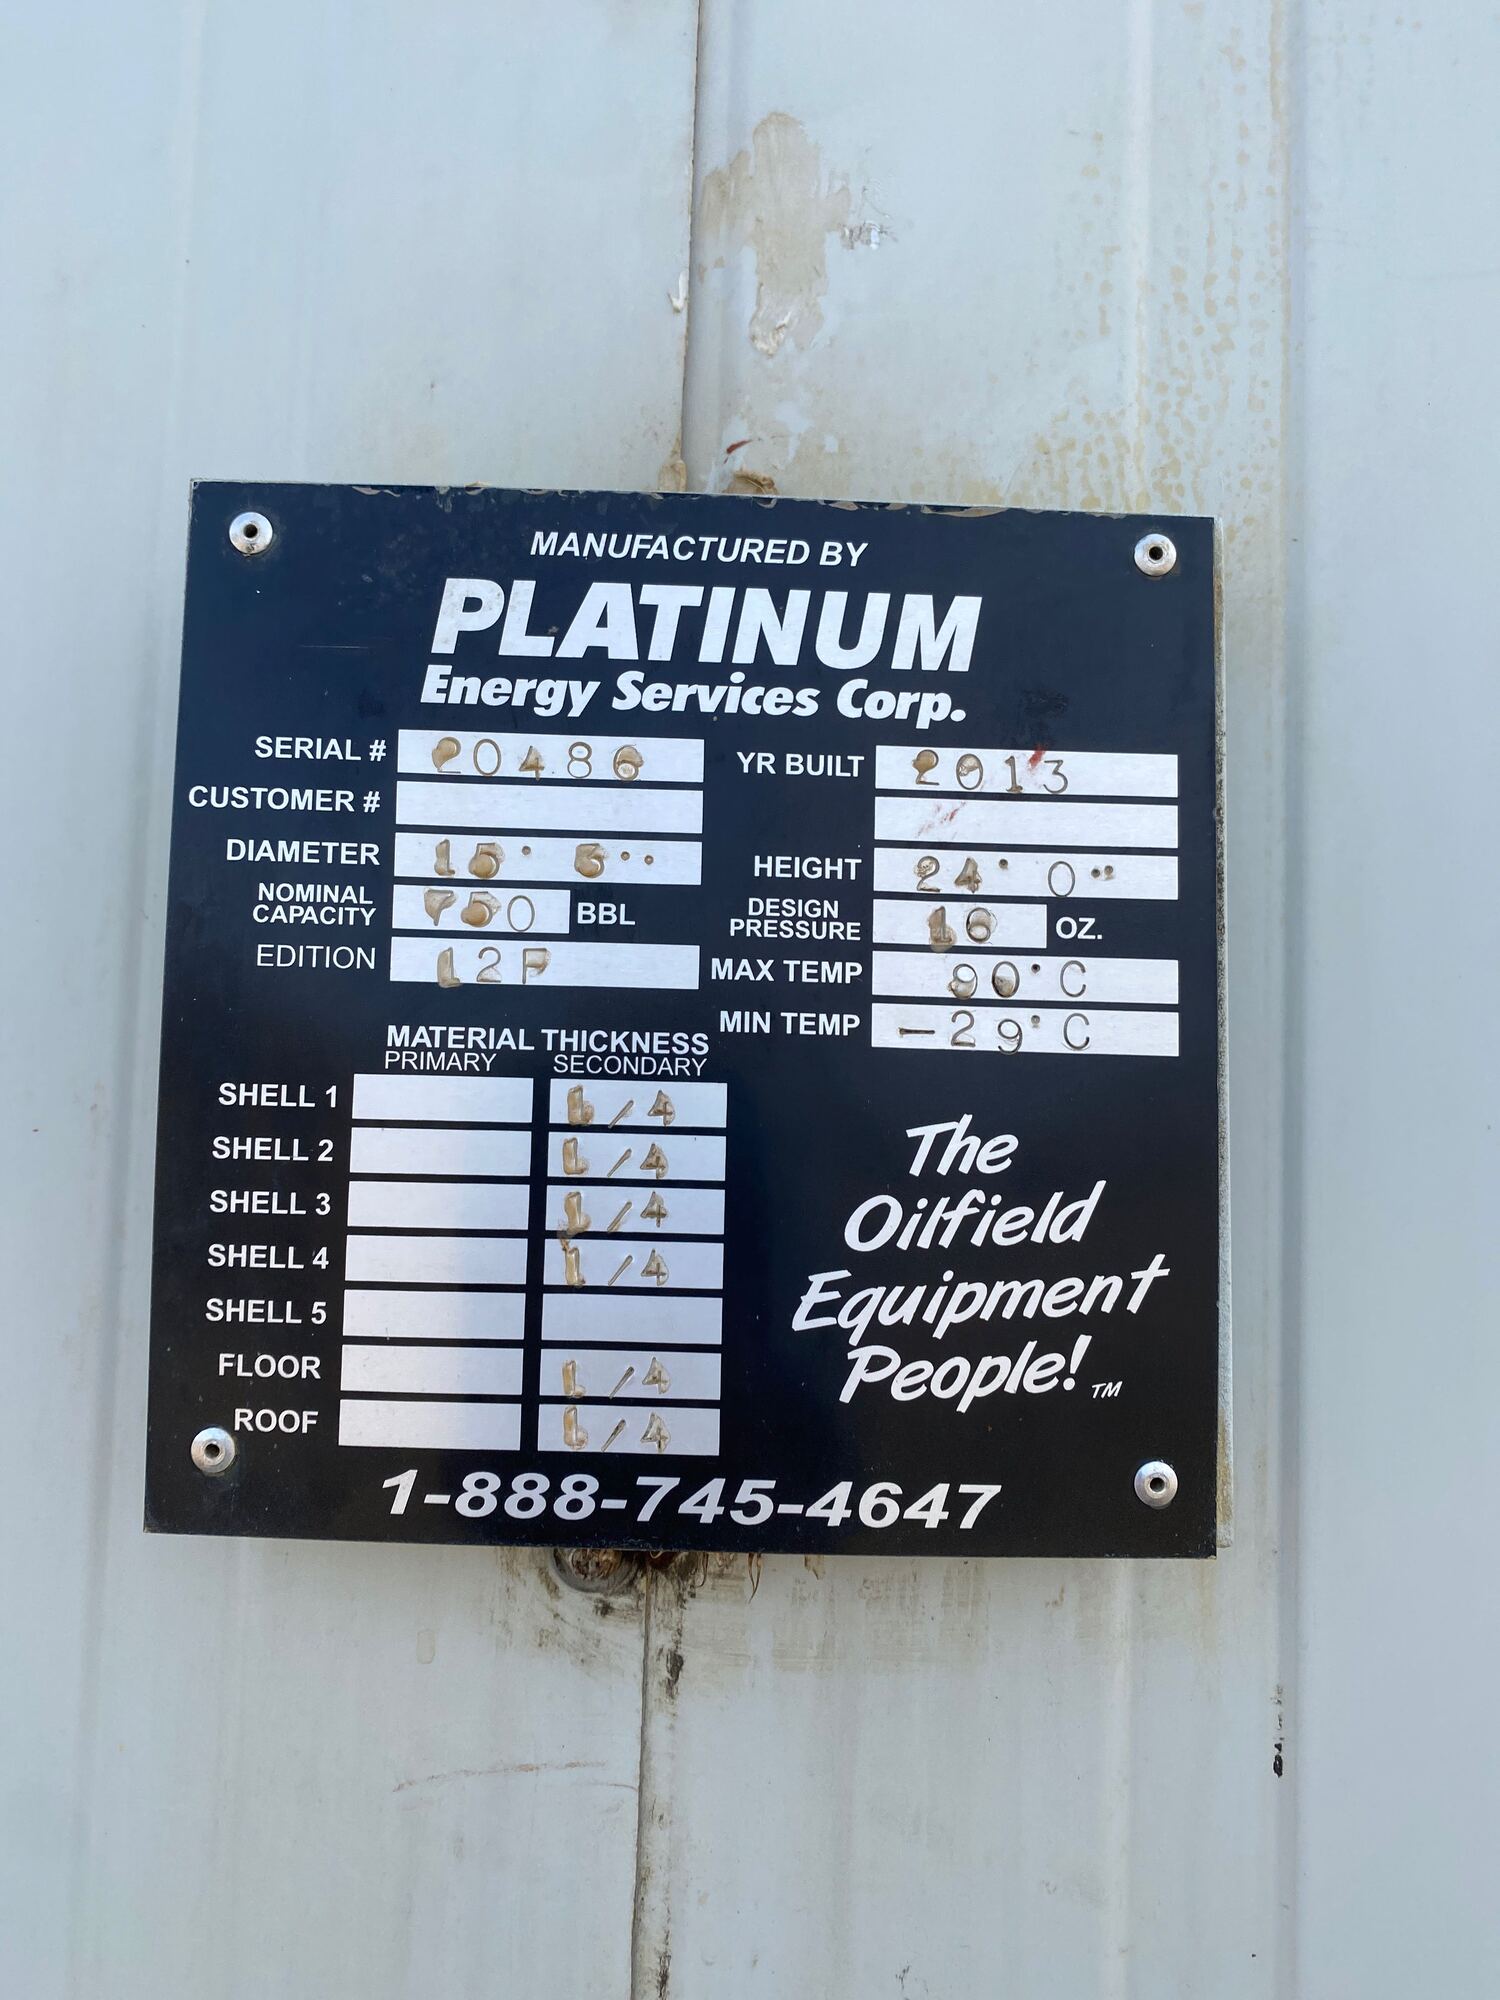 MANUFACTURED BY
PLATINUM
Energy Services Corp.
SERIAL # 20486 YR BUILT 2013
CUSTOMER #
DIAMETER 15' 5'' HEIGHT 24' 0''
NOMINAL CAPACITY 750 BBL DESIGN PRESSURE 16 OZ.
EDITION 12F MAX TEMP 90°C
MIN TEMP -29°C
MATERIAL THICKNESS
PRIMARY SECONDARY
SHELL 1 1/4
SHELL 2 1/4
SHELL 3 1/4
SHELL 4 1/4
SHELL 5
FLOOR 1/4
ROOF 1/4
The
Oilfield
Equipment
People! TM
1-888-745-4647